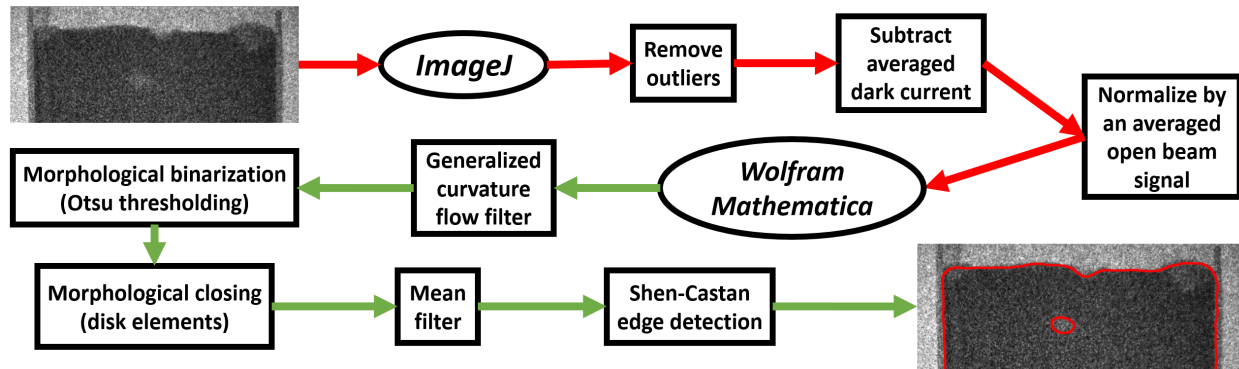 ImageJ
Remove
outliers
Subtract
averaged
dark current
Normalize by
an averaged
open beam
signal
Wolfram
Mathematica
Generalized
curvature
flow filter
Morphological binarization
(Otsu thresholding)
Morphological closing
(disk elements)
Mean
filter
Shen-Castan
edge detection